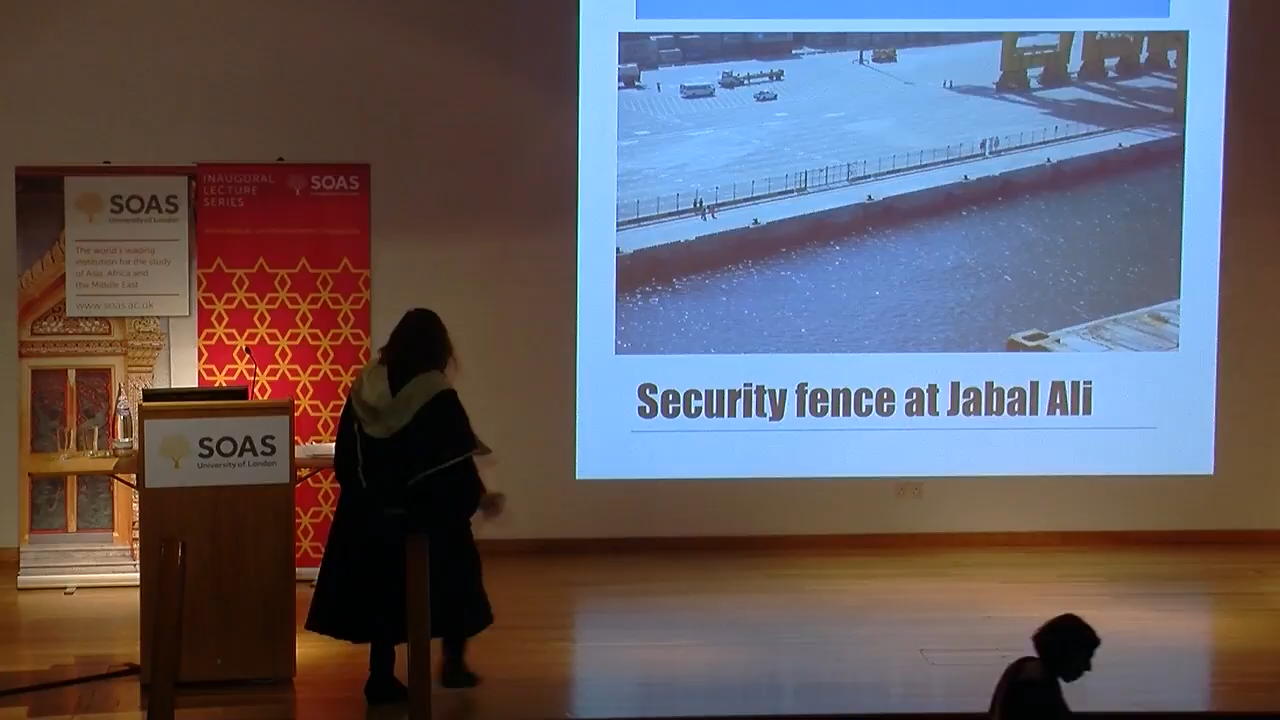 SOAS
University of London
The world's leading
institution for the study
of Asia, Africa and
the Middle East
www.soas.ac.uk
INAUGURAL
LECTURE
SERIES
SOAS
SOAS
University of London
Security fence at Jabal Ali